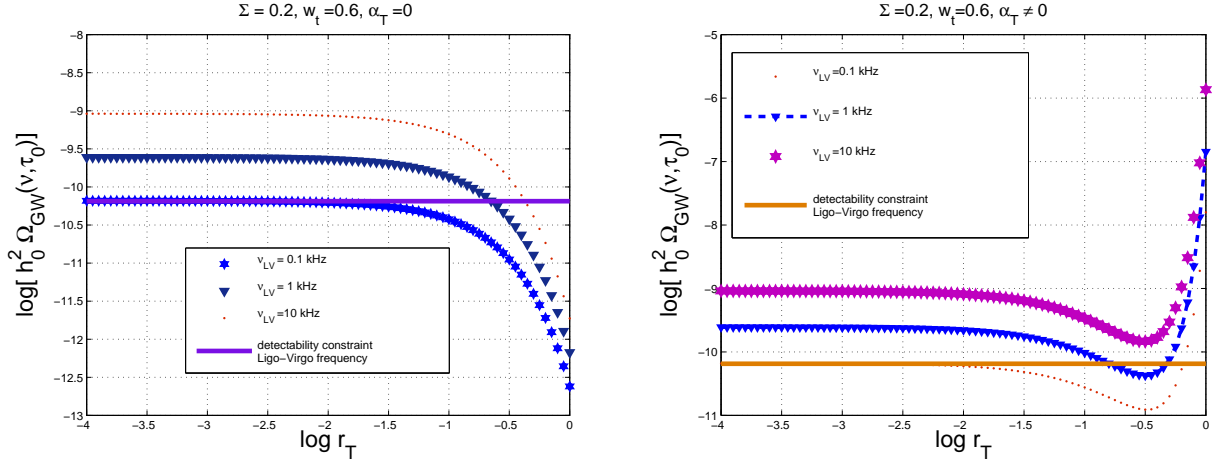 Σ = 0.2, w_t =0.6, α_T =0
log[ h_0^2 Ω_GW(ν,τ_0)]
-8
-8.5
-9
-9.5
-10
-10.5
-11
-11.5
-12
-12.5
-13
ν_LV = 0.1 kHz
ν_LV = 1 kHz
ν_LV =10 kHz
detectability constraint
Ligo-Virgo frequency
-4 -3.5 -3 -2.5 -2 -1.5 -1 -0.5 0
log r_T
Σ = 0.2, w_t =0.6, α_T ≠ 0
log[ h_0^2 Ω_GW(ν,τ_0)]
-5
-6
-7
-8
-9
-10
-11
ν_LV =0.1 kHz
ν_LV = 1 kHz
ν_LV =10 kHz
detectability constraint
Ligo-Virgo frequency
-4 -3.5 -3 -2.5 -2 -1.5 -1 -0.5 0
log r_T